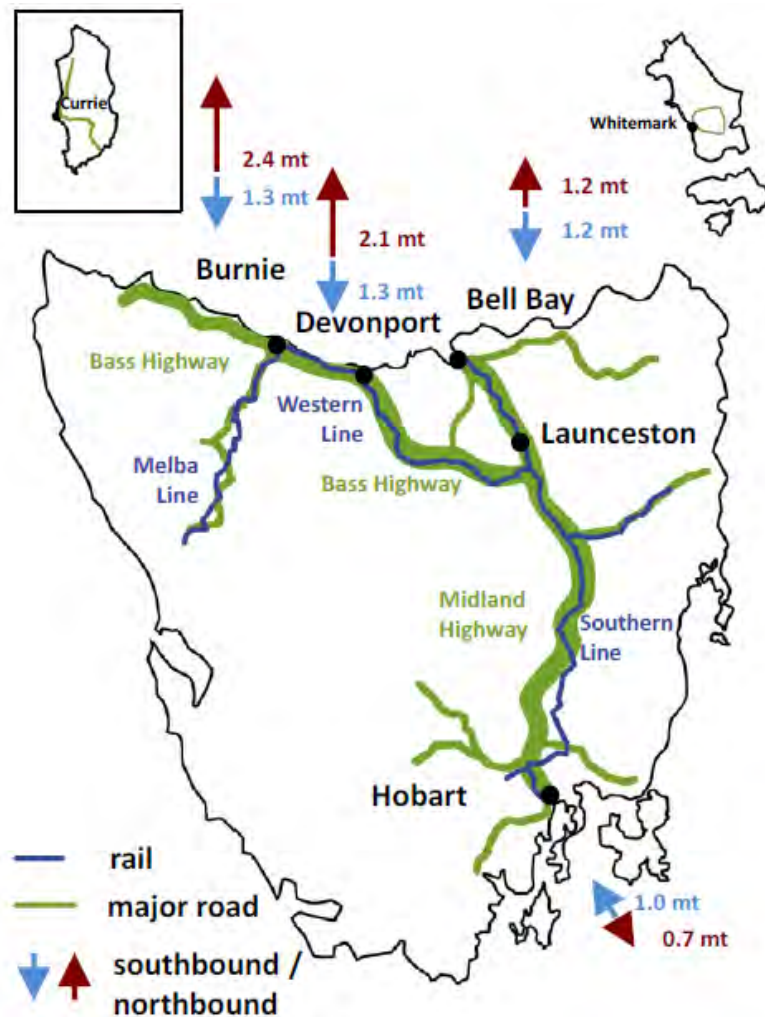 Currie
Whitemark
2.4 mt
1.3 mt
2.1 mt
1.3 mt
1.2 mt
1.2 mt
Burnie
Devonport
Bell Bay
Bass Highway
Western
Line
Launceston
Melba
Line
Bass Highway
Midland
Highway
Southern
Line
Hobart
rail
major road
southbound /
northbound
1.0 mt
0.7 mt